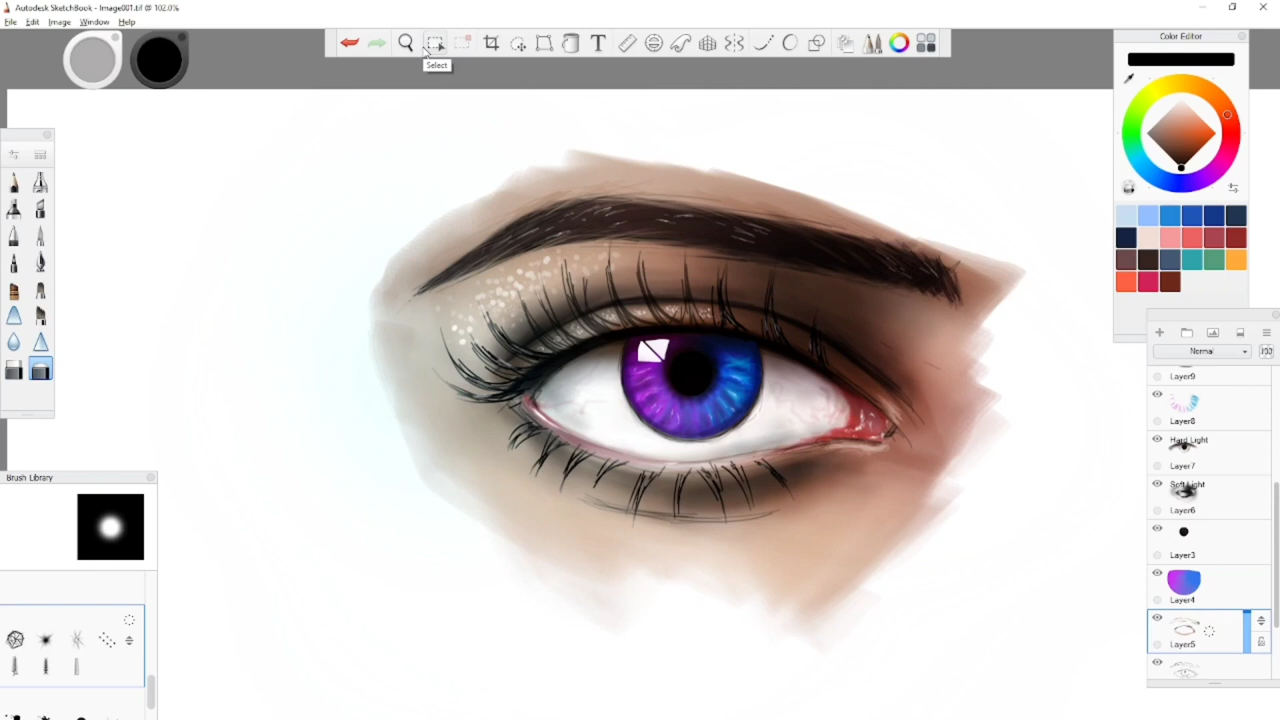 Autodesk SketchBook - Image001.tif @ 102.0%
File Edit Image Window Help
Select
Color Editor
Normal
100
Layer9
Layer8
Hard Light
Layer7
Soft Light
Layer6
Layer3
Layer4
Layer5
Brush Library